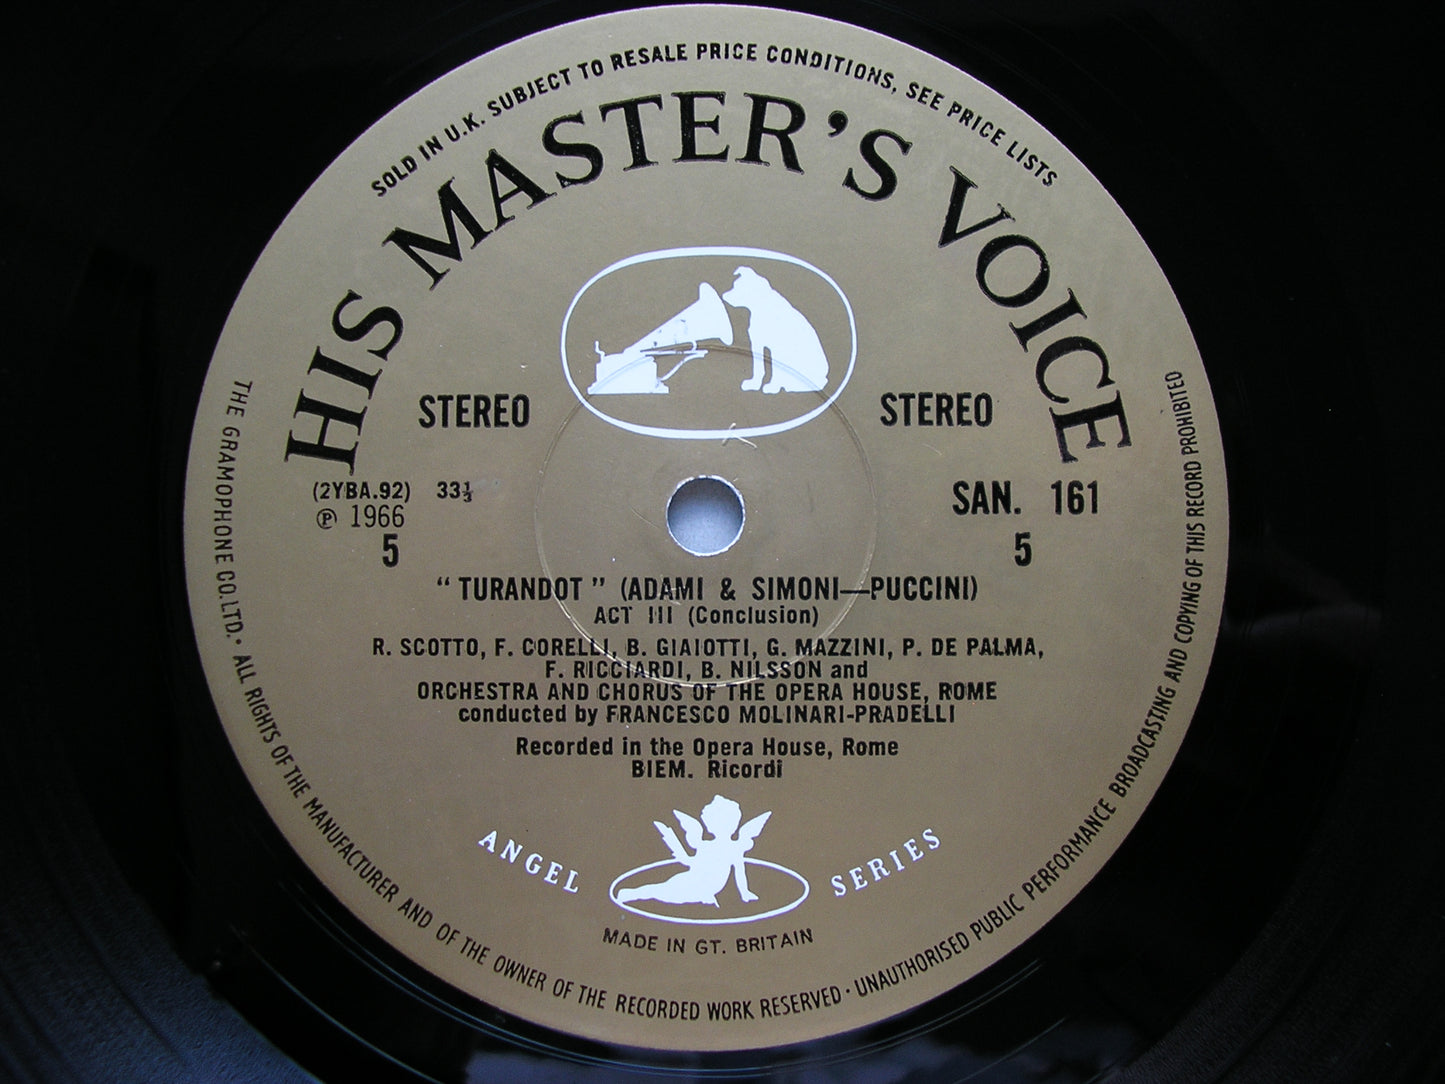 SOLD IN U.K. SUBJECT TO RESALE PRICE CONDITIONS, SEE PRICE LISTS
HIS MASTER'S VOICE
STEREO STEREO
(2YBA.92) 33⅓ SAN. 161
℗ 1966
5 5
" TURANDOT " (ADAMI & SIMONI—PUCCINI)
ACT III (Conclusion)
R. SCOTTO, F. CORELLI, B. GIAIOTTI, G. MAZZINI, P. DE PALMA,
F. RICCIARDI, B. NILSSON and
ORCHESTRA AND CHORUS OF THE OPERA HOUSE, ROME
conducted by FRANCESCO MOLINARI-PRADELLI
Recorded in the Opera House, Rome
BIEM. Ricordi
ANGEL SERIES
MADE IN GT. BRITAIN
THE GRAMOPHONE CO. LTD. · ALL RIGHTS OF THE MANUFACTURER AND OF THE OWNER OF THE RECORDED WORK RESERVED · UNAUTHORISED PUBLIC PERFORMANCE BROADCASTING AND COPYING OF THIS RECORD PROHIBITED